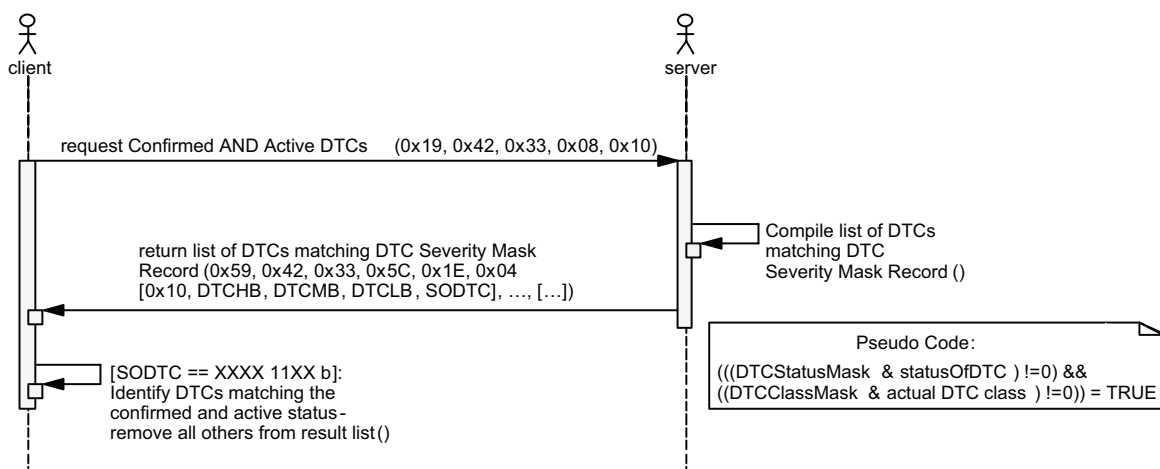 client
server
request Confirmed AND Active DTCs (0x19, 0x42, 0x33, 0x08, 0x10)
Compile list of DTCs
matching DTC
Severity Mask Record ()
return list of DTCs matching DTC Severity Mask
Record (0x59, 0x42, 0x33, 0x5C, 0x1E, 0x04
[0x10, DTCHB, DTCMB, DTCLB, SODTC], …, […])
Pseudo Code:
(((DTCStatusMask & statusOfDTC ) !=0) &&
((DTCClassMask & actual DTC class ) !=0)) = TRUE
[SODTC == XXXX 11XX b]:
Identify DTCs matching the
confirmed and active status-
remove all others from result list()